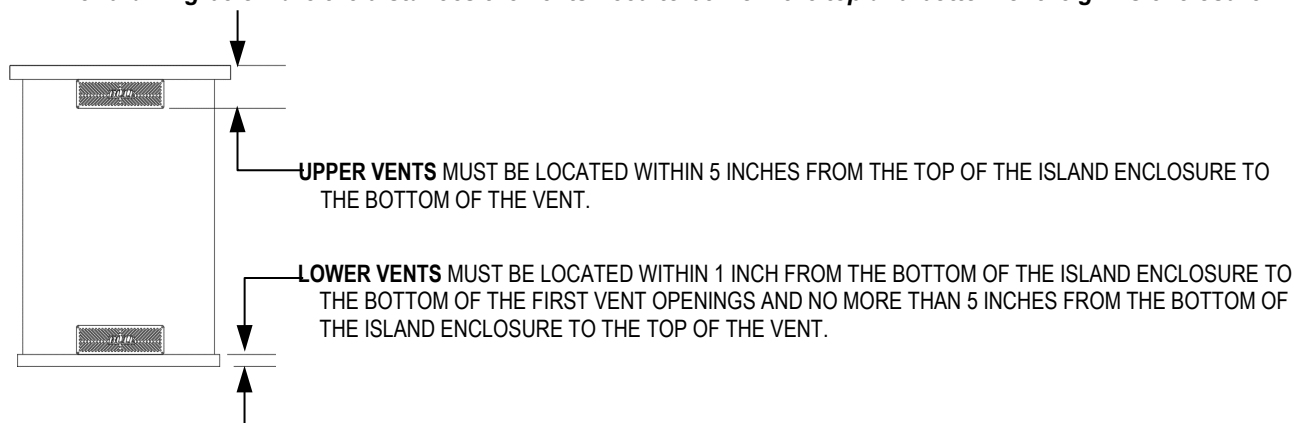 UPPER VENTS MUST BE LOCATED WITHIN 5 INCHES FROM THE TOP OF THE ISLAND ENCLOSURE TO
THE BOTTOM OF THE VENT.
LOWER VENTS MUST BE LOCATED WITHIN 1 INCH FROM THE BOTTOM OF THE ISLAND ENCLOSURE TO
THE BOTTOM OF THE FIRST VENT OPENINGS AND NO MORE THAN 5 INCHES FROM THE BOTTOM OF
THE ISLAND ENCLOSURE TO THE TOP OF THE VENT.